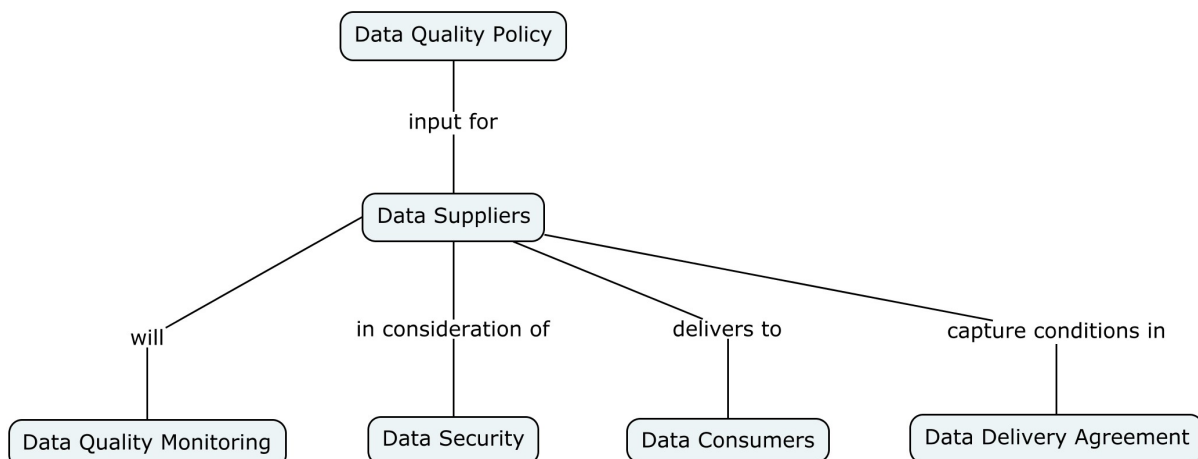 Data Quality Policy
input for
Data Suppliers
will
in consideration of
delivers to
capture conditions in
Data Quality Monitoring
Data Security
Data Consumers
Data Delivery Agreement